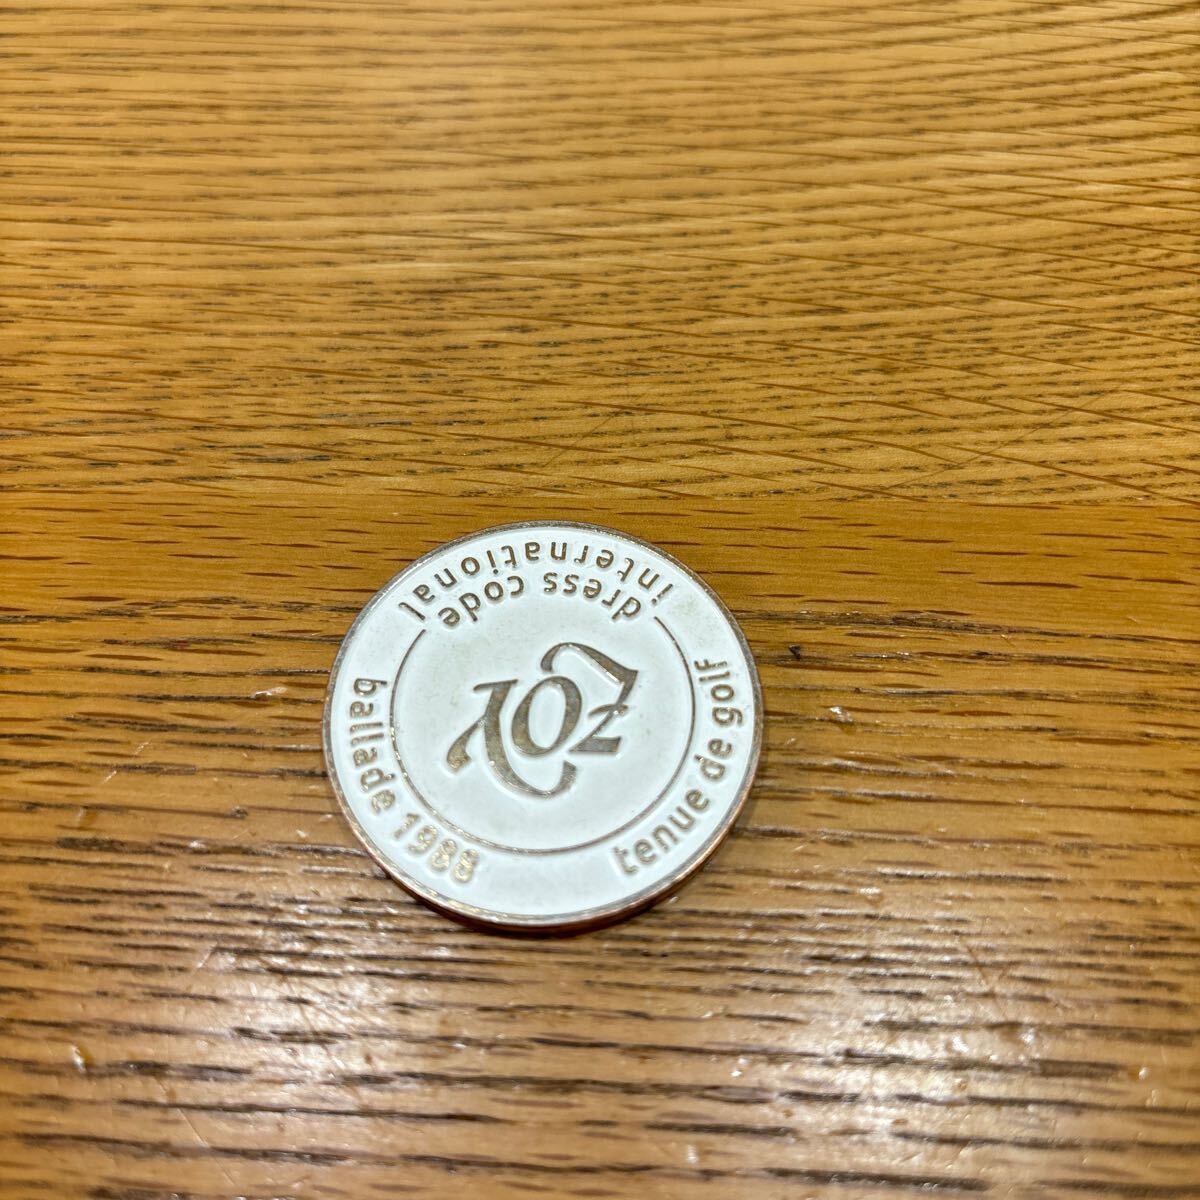 dress code
international
ballade 1988
tenue de golf